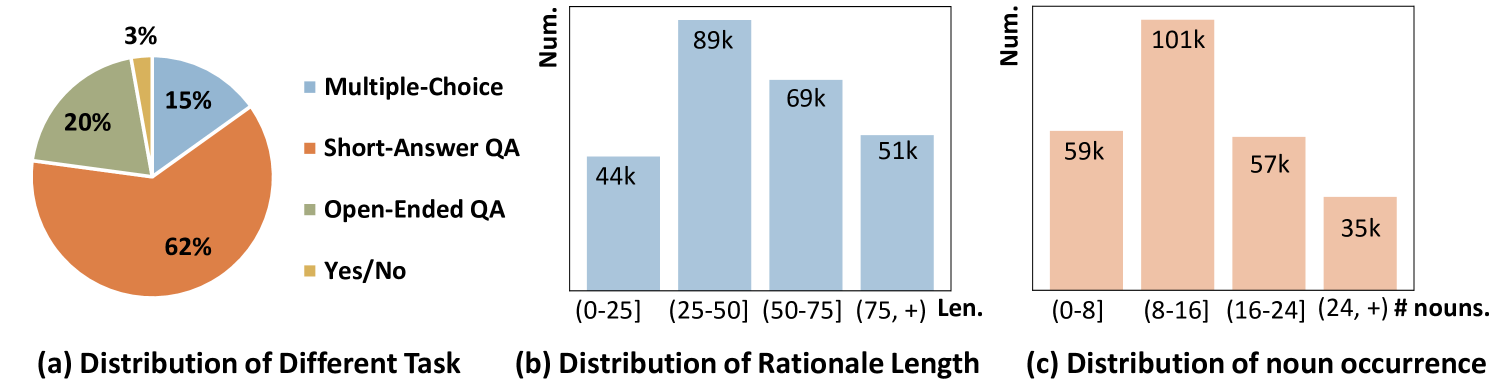 3%
15%
20%
62%
Multiple-Choice
Short-Answer QA
Open-Ended QA
Yes/No
(a) Distribution of Different Task
Num.
89k
69k
51k
44k
(0-25] (25-50] (50-75] (75, +) Len.
(b) Distribution of Rationale Length
Num.
101k
59k
57k
35k
(0-8] (8-16] (16-24] (24, +) # nouns.
(c) Distribution of noun occurrence